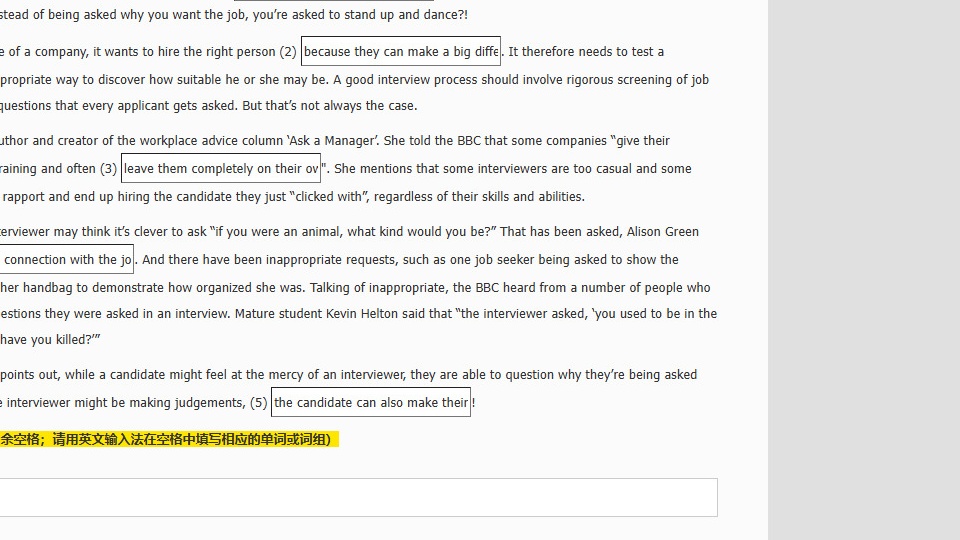 stead of being asked why you want the job, you’re asked to stand up and dance?!
e of a company, it wants to hire the right person (2) because they can make a big diffe. It therefore needs to test a
propriate way to discover how suitable he or she may be. A good interview process should involve rigorous screening of job
questions that every applicant gets asked. But that’s not always the case.
uthor and creator of the workplace advice column ‘Ask a Manager’. She told the BBC that some companies “give their
raining and often (3) leave them completely on their ov". She mentions that some interviewers are too casual and some
rapport and end up hiring the candidate they just “clicked with”, regardless of their skills and abilities.
terviewer may think it’s clever to ask “if you were an animal, what kind would you be?” That has been asked, Alison Green
connection with the jo. And there have been inappropriate requests, such as one job seeker being asked to show the
her handbag to demonstrate how organized she was. Talking of inappropriate, the BBC heard from a number of people who
estions they were asked in an interview. Mature student Kevin Helton said that “the interviewer asked, ‘you used to be in the
have you killed?’”
points out, while a candidate might feel at the mercy of an interviewer, they are able to question why they’re being asked
e interviewer might be making judgements, (5) the candidate can also make their!
余空格；请用英文输入法在空格中填写相应的单词或词组）